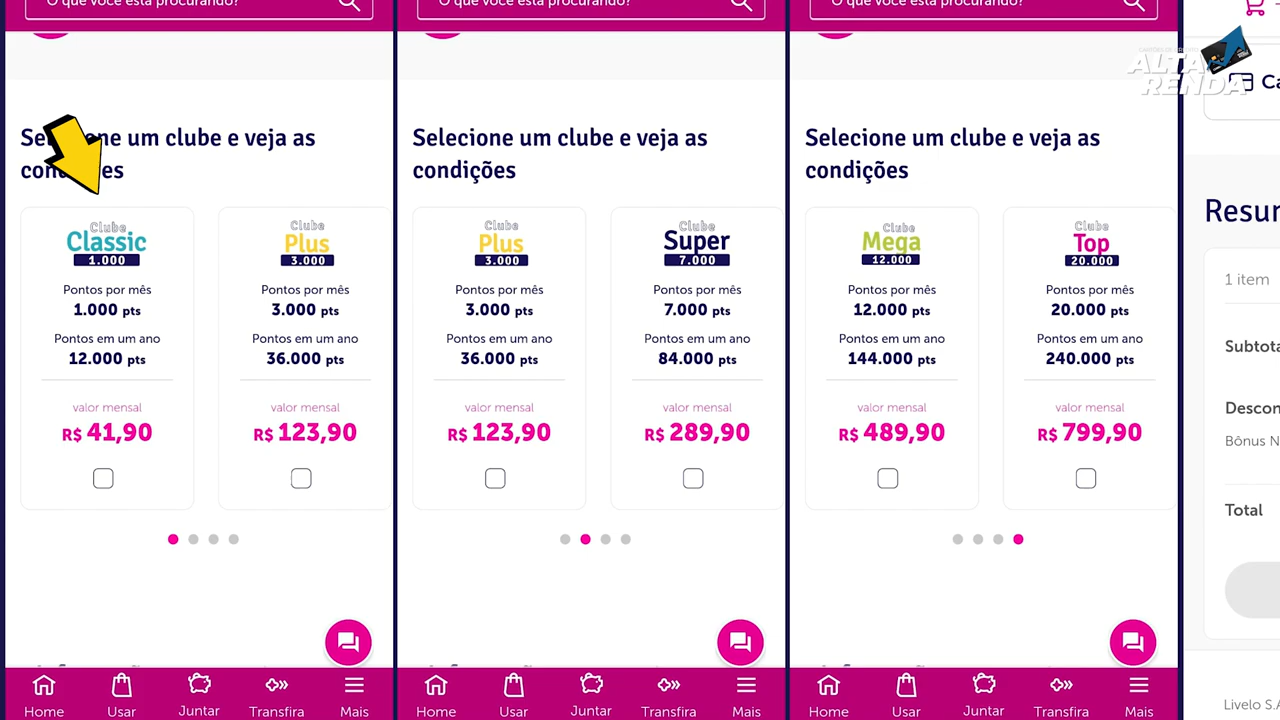 O que você está procurando?
Selecione um clube e veja as
condições
Clube
Classic
1.000
Pontos por mês
1.000 pts
Pontos em um ano
12.000 pts
valor mensal
R$ 41,90
Clube
Plus
3.000
Pontos por mês
3.000 pts
Pontos em um ano
36.000 pts
valor mensal
R$ 123,90
Home
Usar
Juntar
Transfira
Mais
O que você está procurando?
Selecione um clube e veja as
condições
Clube
Plus
3.000
Pontos por mês
3.000 pts
Pontos em um ano
36.000 pts
valor mensal
R$ 123,90
Clube
Super
7.000
Pontos por mês
7.000 pts
Pontos em um ano
84.000 pts
valor mensal
R$ 289,90
Home
Usar
Juntar
Transfira
Mais
O que você está procurando?
Selecione um clube e veja as
condições
Clube
Mega
12.000
Pontos por mês
12.000 pts
Pontos em um ano
144.000 pts
valor mensal
R$ 489,90
Clube
Top
20.000
Pontos por mês
20.000 pts
Pontos em um ano
240.000 pts
valor mensal
R$ 799,90
Home
Usar
Juntar
Transfira
Mais
ALTA
RENDA
Ca
Resur
1 item
Subtota
Descon
Bônus N
Total
Livelo S.A